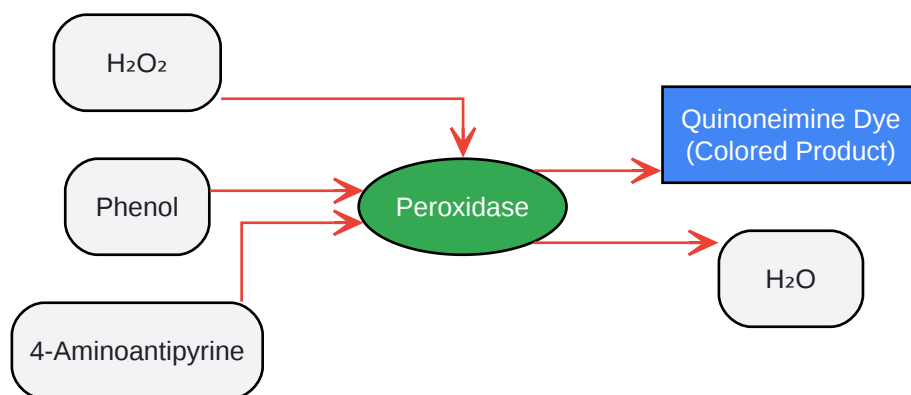 H₂O₂
Quinoneimine Dye
(Colored Product)
Phenol
Peroxidase
H₂O
4-Aminoantipyrine